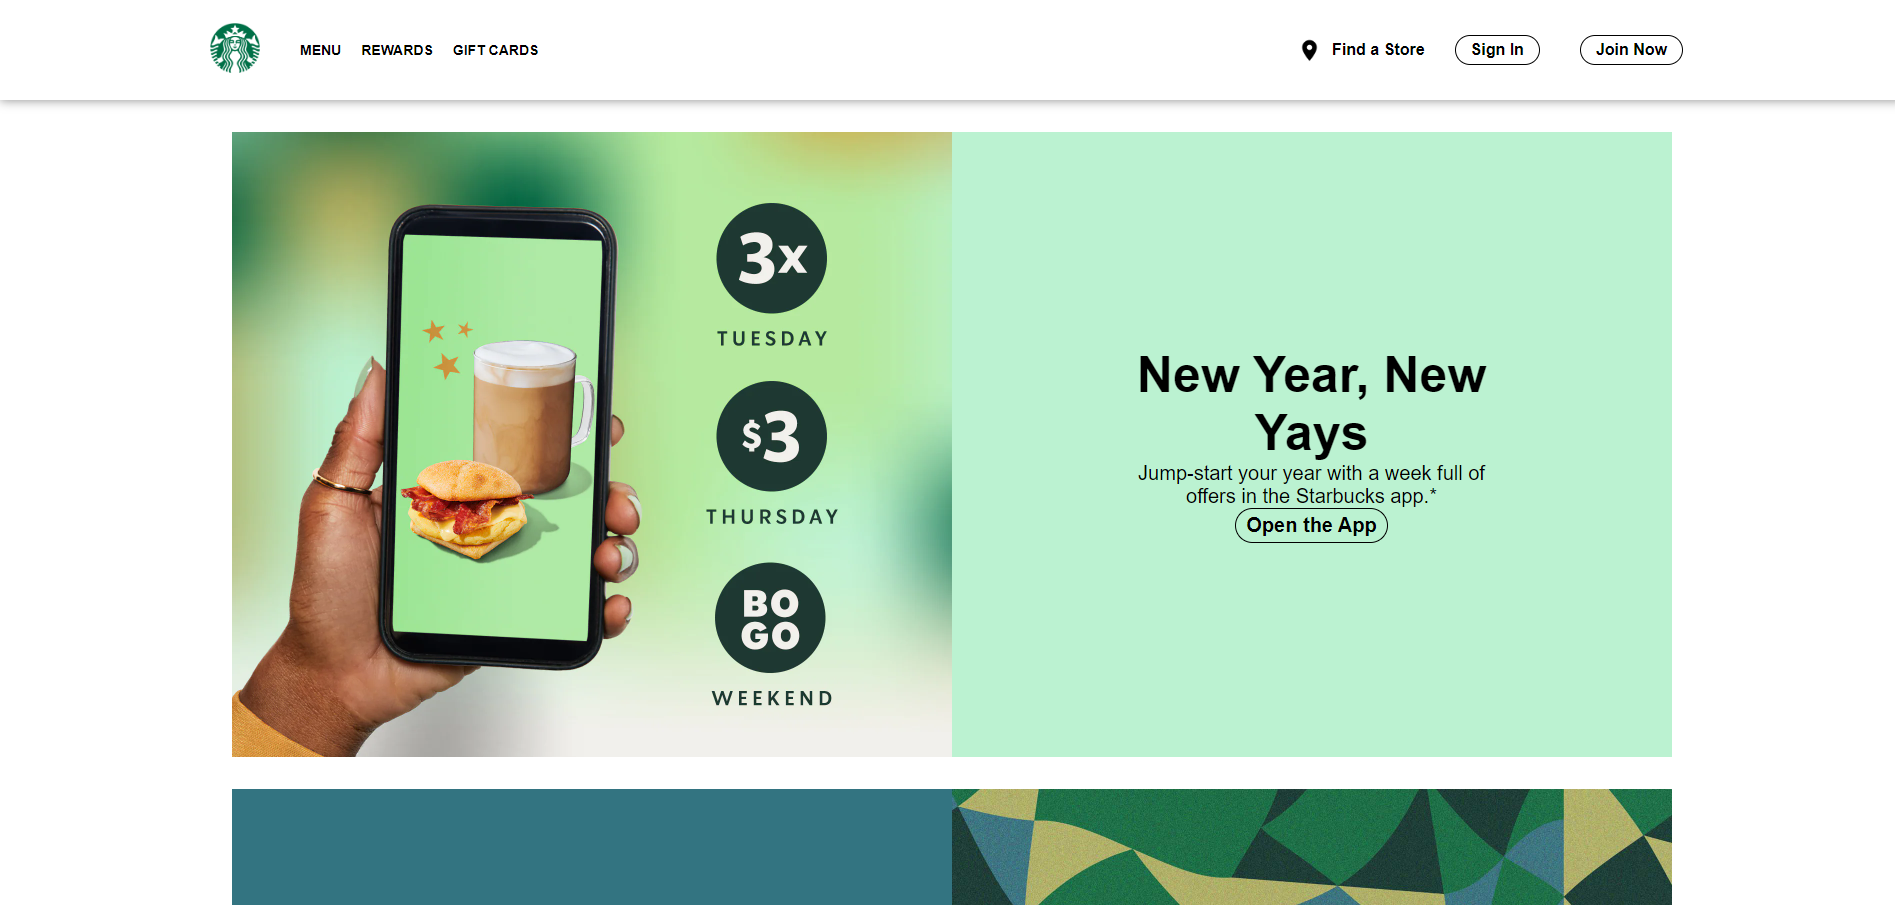 MENU REWARDS GIFT CARDS Find a Store Sign In Join Now
3x
TUESDAY
$3
THURSDAY
BO
GO
WEEKEND
New Year, New
Yays
Jump-start your year with a week full of
offers in the Starbucks app.*
Open the App